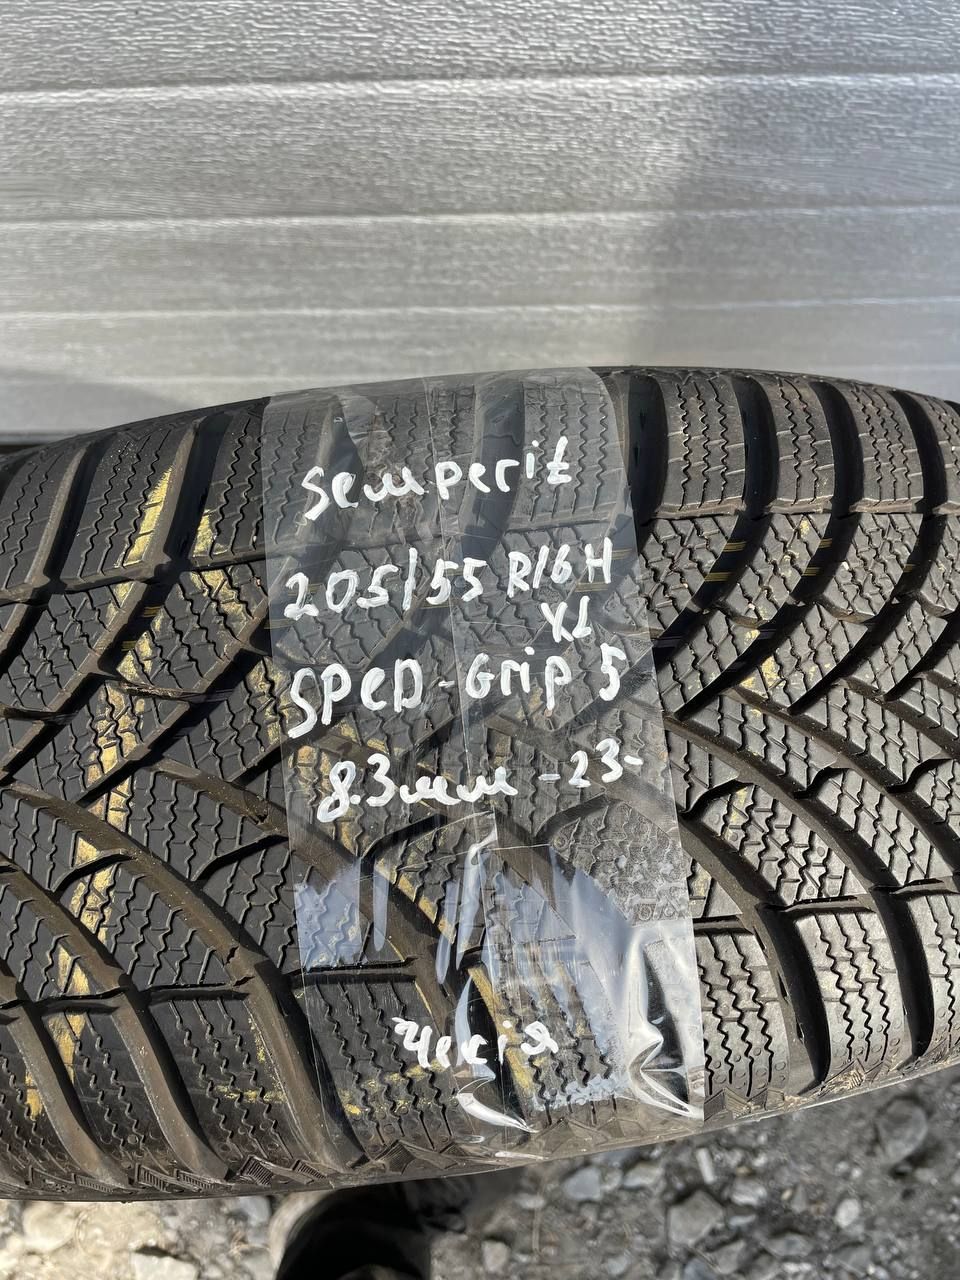 Semperit
205/55 R16 H
XL
SPeD-Grip 5
8.3мм -23-
Чехія